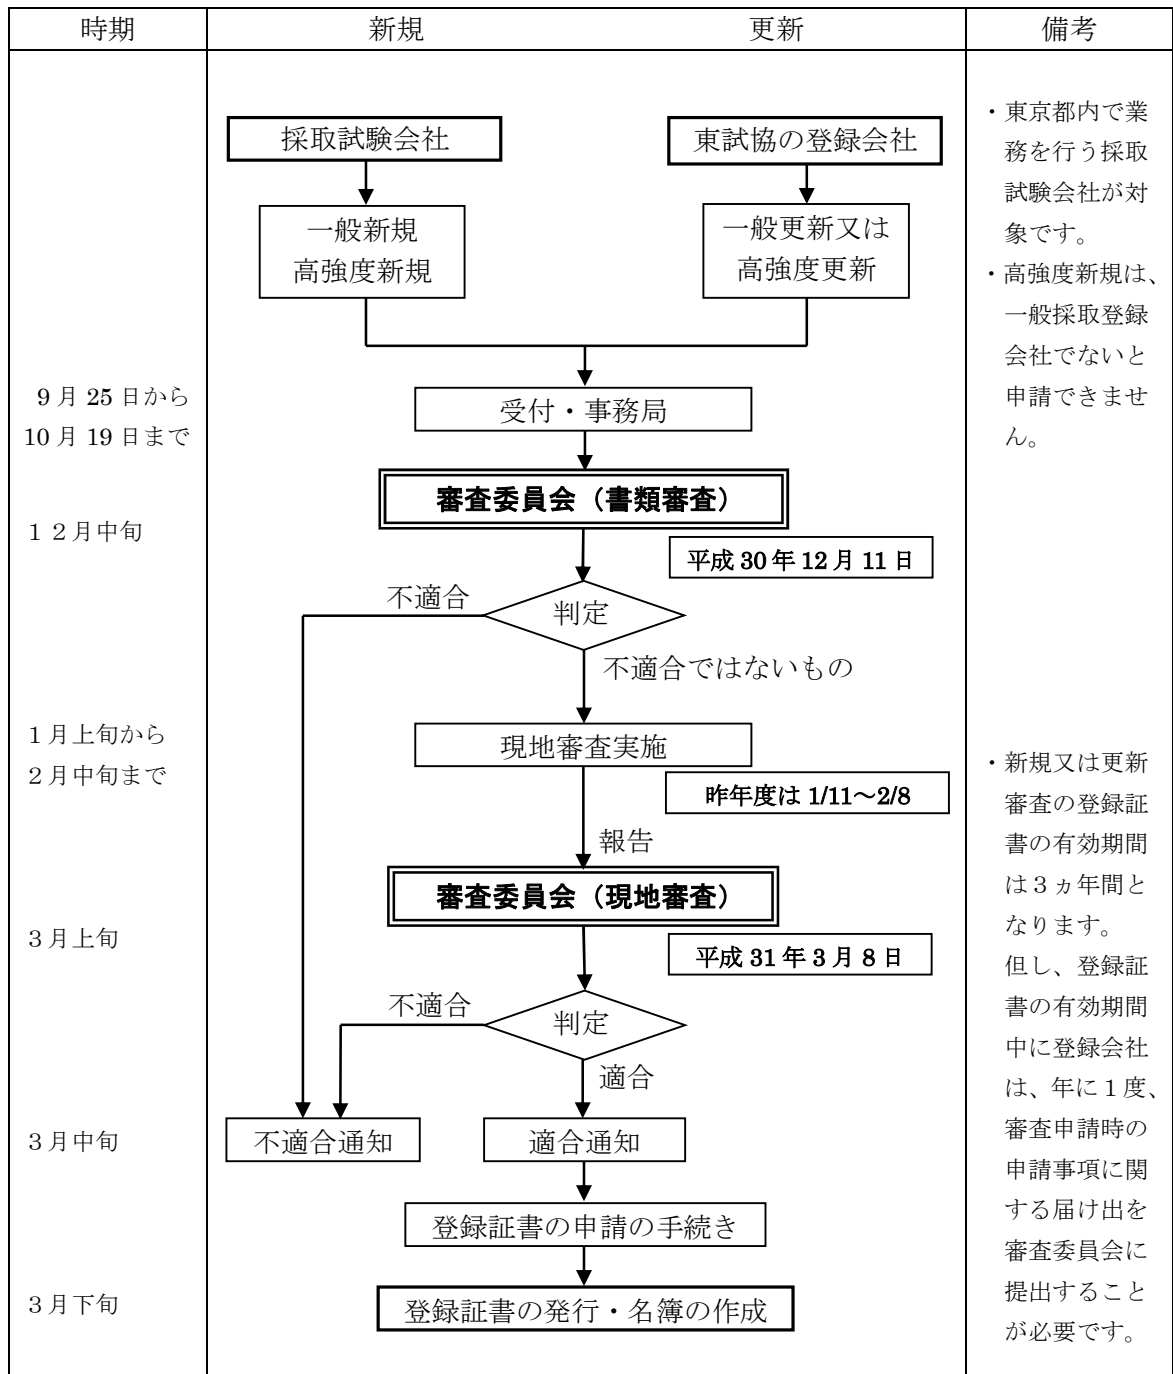 時期
新規
更新
備考
採取試験会社
東試協の登録会社
一般新規
高強度新規
一般更新又は
高強度更新
・東京都内で業
務を行う採取
試験会社が対
象です。
・高強度新規は、
一般採取登録
会社でないと
申請できませ
ん。
9月25日から
10月19日まで
受付・事務局
審査委員会（書類審査）
12月中旬
平成30年12月11日
不適合
判定
不適合ではないもの
1月上旬から
2月中旬まで
現地審査実施
昨年度は 1/11～2/8
報告
審査委員会（現地審査）
3月上旬
平成31年3月8日
不適合
判定
適合
3月中旬
不適合通知
適合通知
登録証書の申請の手続き
3月下旬
登録証書の発行・名簿の作成
・新規又は更新
審査の登録証
書の有効期間
は3ヵ年間と
なります。
但し、登録証
書の有効期間
中に登録会社
は、年に1度、
審査申請時の
申請事項に関
する届け出を
審査委員会に
提出すること
が必要です。